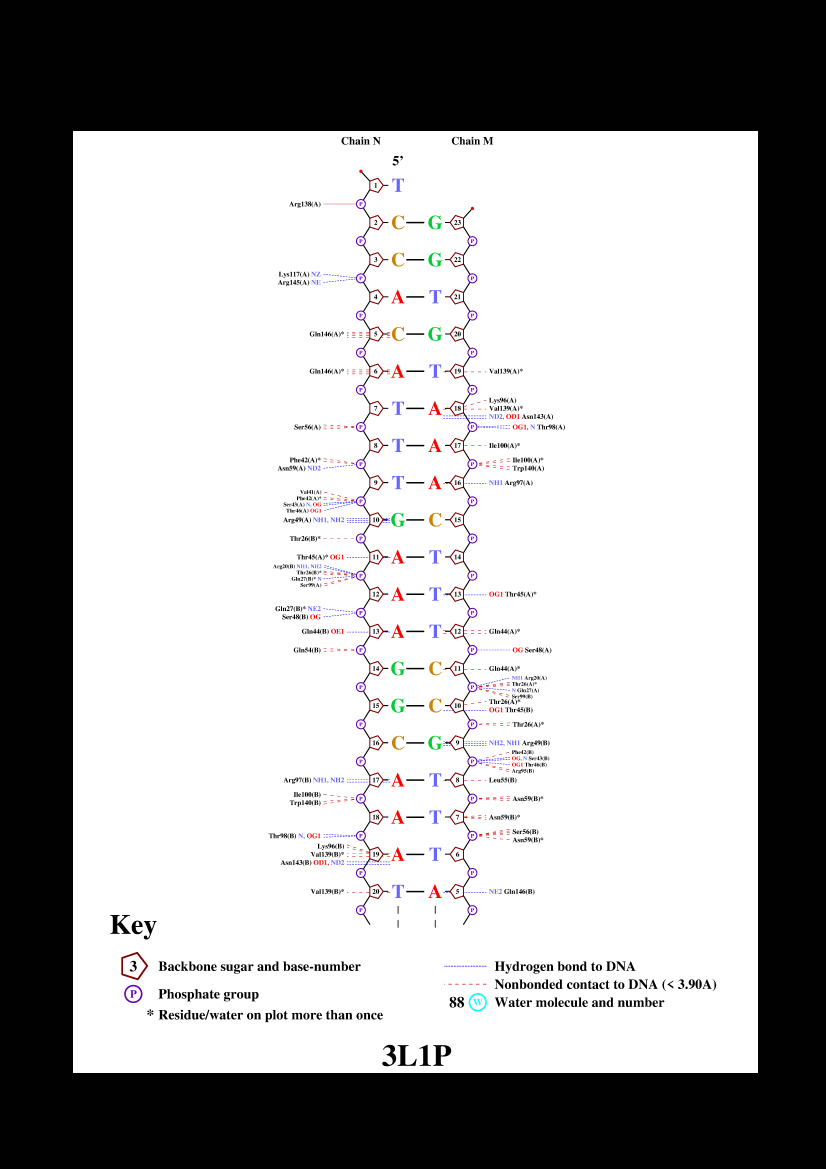 Chain N Chain M
5’
1 T
Arg138(A) P
2 C G 23
P P
3 C G 22
Lys117(A) NZ P P
Arg145(A) NE
4 A T 21
P P
Gln146(A)* 5 C G 20
P P
Gln146(A)* 6 A T 19 Val139(A)*
P P
Lys96(A)
7 T A 18 Val139(A)*
ND2, OD1 Asn143(A)
Ser56(A) P P OG1, N Thr98(A)
8 T A 17 Ile100(A)*
Phe42(A)* P P Ile100(A)*
Asn59(A) ND2 Trp140(A)
9 T A 16 NH1 Arg97(A)
Val41(A)
Phe42(A)* P P
Ser43(A) N, OG
Thr46(A) OG1
Arg49(A) NH1, NH2 10 G C 15
Thr26(B)* P P
Thr45(A)* OG1 11 A T 14
Arg20(B) NH1, NH2
Thr26(B)* P P
Gln27(B)* N
Ser99(A)
12 A T 13 OG1 Thr45(A)*
Gln27(B)* NE2 P P
Ser48(B) OG
Gln44(B) OE1 13 A T 12 Gln44(A)*
Gln54(B) P P OG Ser48(A)
14 G C 11 Gln44(A)*
NH1 Arg20(A)
P P Thr26(A)*
N Gln27(A)
Ser99(B)
Thr26(A)*
15 G C 10 OG1 Thr45(B)
P P Thr26(A)*
16 C G 9 NH2, NH1 Arg49(B)
Phe42(B)
P P OG, N Ser43(B)
OG1 Thr46(B)
Arg95(B)
Arg97(B) NH1, NH2 17 A T 8 Leu55(B)
Ile100(B) P P Asn59(B)*
Trp140(B)
18 A T 7 Asn59(B)*
Thr98(B) N, OG1 P P Ser56(B)
Asn59(B)*
Lys96(B)
Val139(B)* 19 A T 6
Asn143(B) OD1, ND2
P P
Val139(B)* 20 T A 5 NE2 Gln146(B)
P P
Key
3 Backbone sugar and base-number Hydrogen bond to DNA
Nonbonded contact to DNA (< 3.90A)
P Phosphate group 88 W Water molecule and number
* Residue/water on plot more than once
3L1P